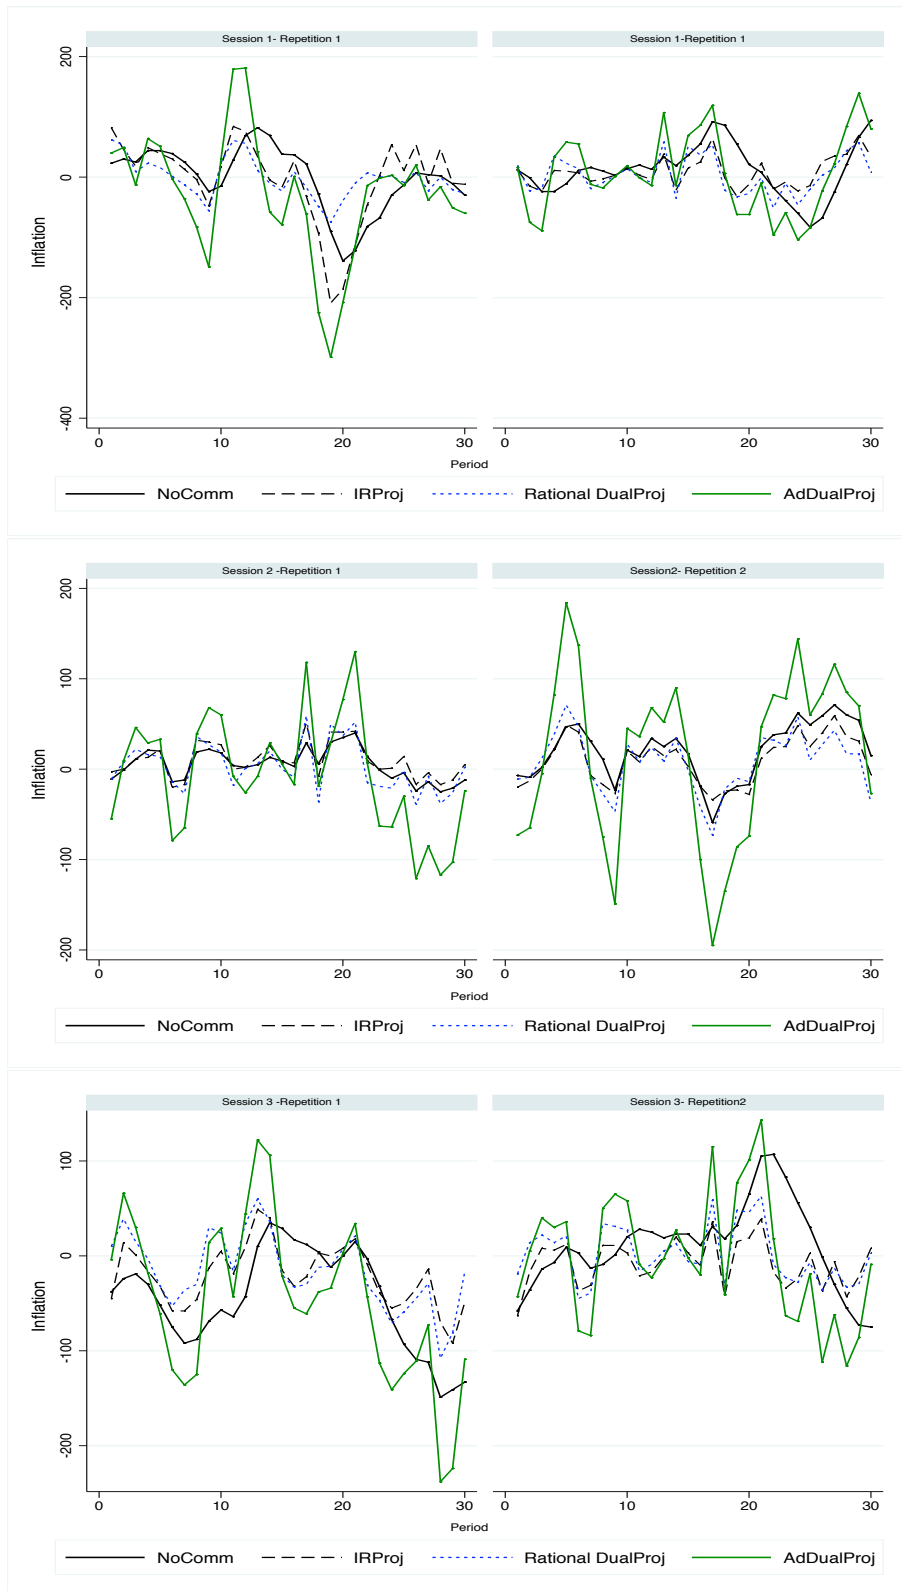 Session 1- Repetition 1
Session 1-Repetition 1
200
0
-200
-400
Inflation
0 10 20 30
0 10 20 30
Period
NoComm IRProj Rational DualProj AdDualProj
Session 2 -Repetition 1
Session2- Repetition 2
200
100
0
-100
-200
Inflation
0 10 20 30
0 10 20 30
Period
NoComm IRProj Rational DualProj AdDualProj
Session 3 -Repetition 1
Session 3- Repetition2
100
0
-100
-200
Inflation
0 10 20 30
0 10 20 30
Period
NoComm IRProj Rational DualProj AdDualProj